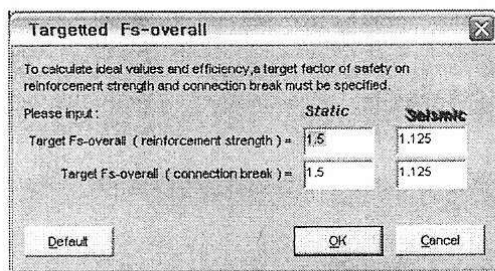 Targetted Fs-overall
To calculate ideal values and efficiency,a target factor of safety on
reinforcement strength and connection break must be specified.
Please input : Static Seismic
Target Fs-overall ( reinforcement strength ) = 1.5 1.125
Target Fs-overall ( connection break ) = 1.5 1.125
Default OK Cancel